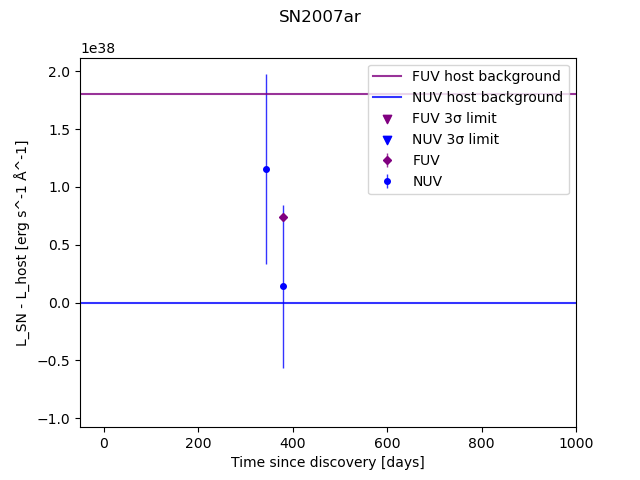 SN2007ar
1e38
2.0
1.5
1.0
0.5
0.0
−0.5
−1.0
L_SN - L_host [erg s^-1 Å^-1]
FUV host background
NUV host background
FUV 3σ limit
NUV 3σ limit
FUV
NUV
0 200 400 600 800 1000
Time since discovery [days]